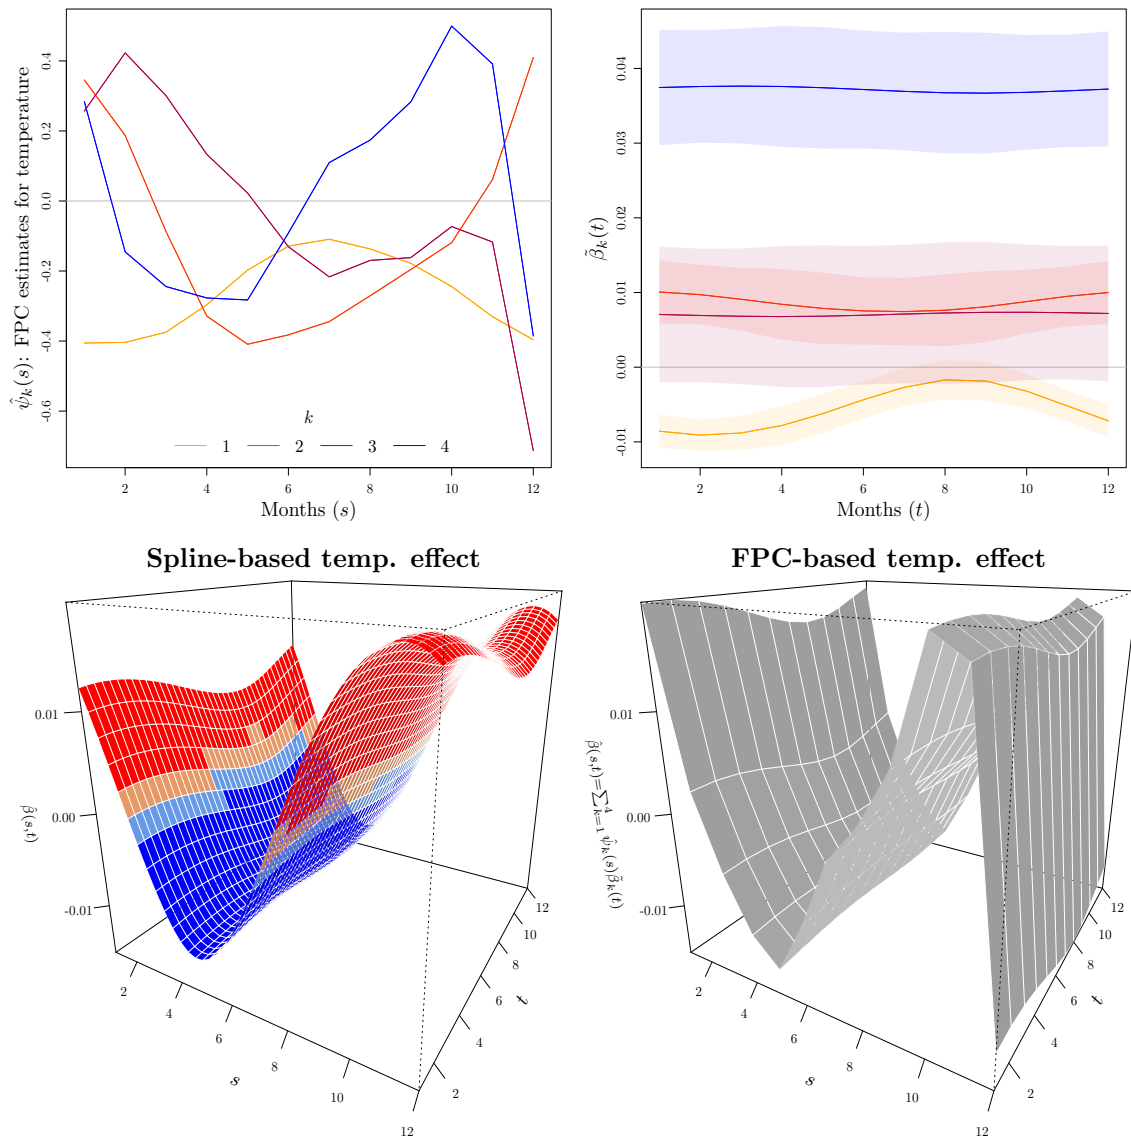 ψ̂k(s): FPC estimates for temperature
0.4
0.2
0.0
-0.2
-0.4
-0.6
k
1 2 3 4
2 4 6 8 10 12
Months (s)
β̃k(t)
0.04
0.03
0.02
0.01
0.00
-0.01
2 4 6 8 10 12
Months (t)
Spline-based temp. effect
0.01
0.00
-0.01
β̂(s,t)
2
4
6
8
10
12
s
2
4
6
8
10
12
t
FPC-based temp. effect
0.01
0.00
-0.01
β̂(s,t)=∑⁴k=1 ψ̂k(s)β̃k(t)
2
4
6
8
10
12
s
2
4
6
8
10
12
t